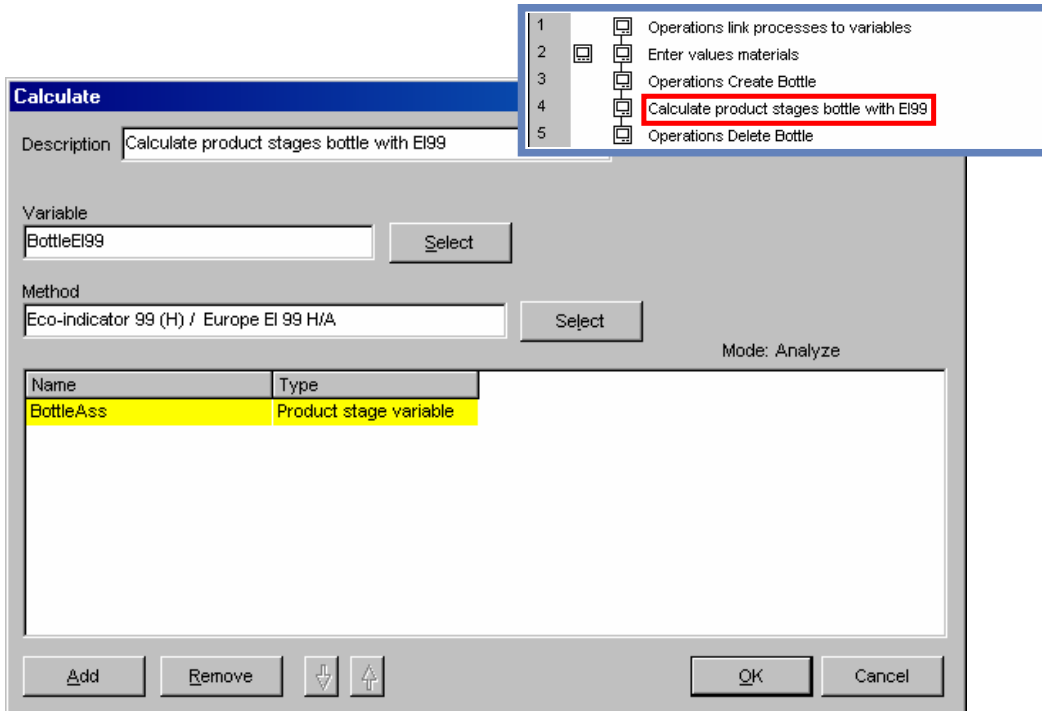 1 Operations link processes to variables
2 Enter values materials
3 Operations Create Bottle
4 Calculate product stages bottle with EI99
5 Operations Delete Bottle
Calculate
Description Calculate product stages bottle with EI99
Variable
BottleEI99 Select
Method
Eco-indicator 99 (H) / Europe EI 99 H/A Select
Mode: Analyze
Name Type
BottleAss Product stage variable
Add Remove OK Cancel